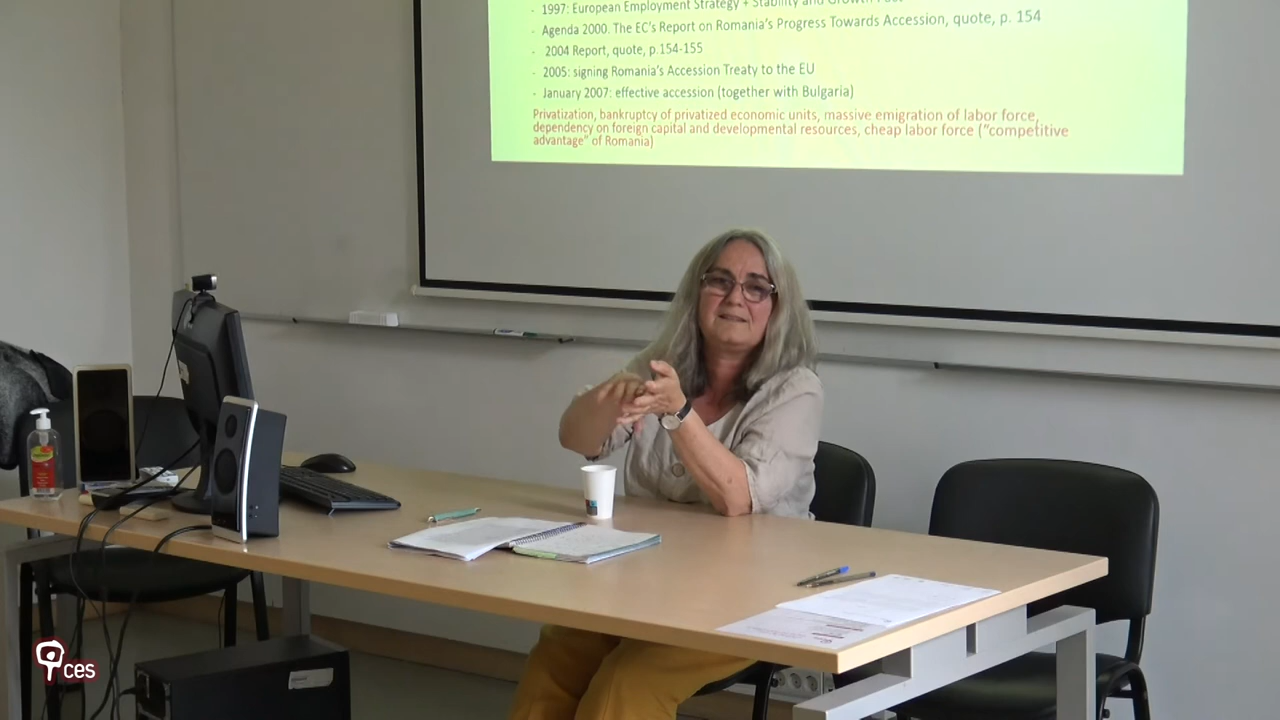 - 1997: European Employment Strategy + Stability and Growth Pact
- Agenda 2000. The EC's Report on Romania's Progress Towards Accession, quote, p. 154
- 2004 Report, quote, p.154-155
- 2005: signing Romania's Accession Treaty to the EU
- January 2007: effective accession (together with Bulgaria)
Privatization, bankruptcy of privatized economic units, massive emigration of labor force,
dependency on foreign capital and developmental resources, cheap labor force ("competitive
advantage" of Romania)
ces